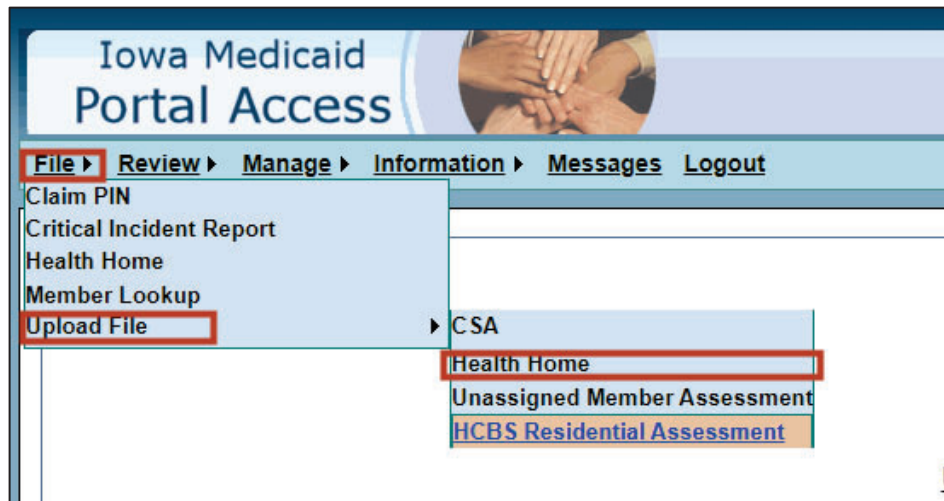 Iowa Medicaid
Portal Access
File Review Manage Information Messages Logout
Claim PIN
Critical Incident Report
Health Home
Member Lookup
Upload File
CSA
Health Home
Unassigned Member Assessment
HCBS Residential Assessment